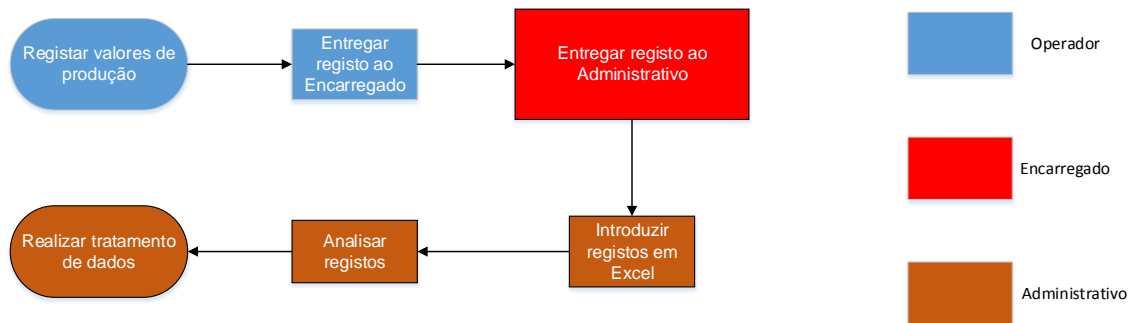 Registar valores de
produção
Entregar
registo ao
Encarregado
Entregar registo ao
Administrativo
Operador
Encarregado
Realizar tratamento
de dados
Analisar
registos
Introduzir
registos em
Excel
Administrativo